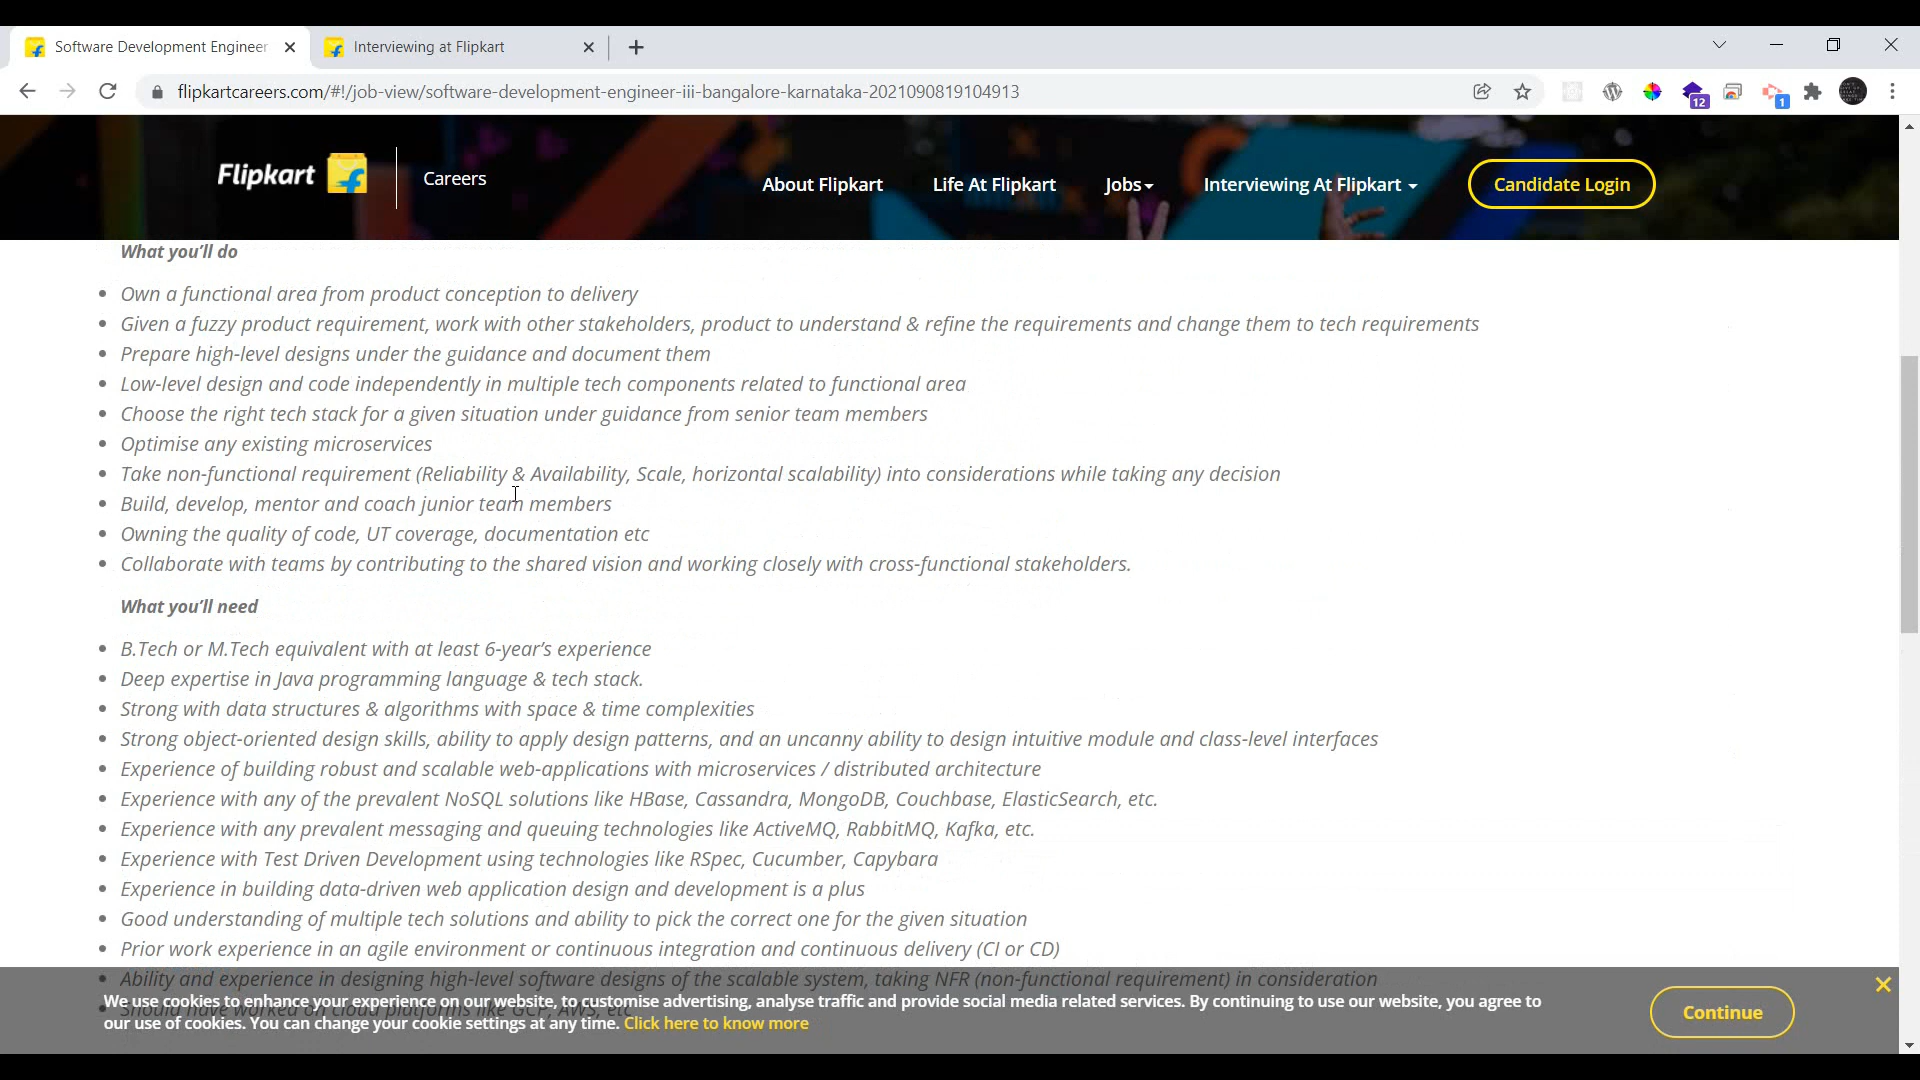 Software Development Engineer
Interviewing at Flipkart
flipkartcareers.com/#!/job-view/software-development-engineer-iii-bangalore-karnataka-2021090819104913
12
1
Flipkart
Careers
About Flipkart
Life At Flipkart
Jobs
Interviewing At Flipkart
Candidate Login
What you'll do
Own a functional area from product conception to delivery
Given a fuzzy product requirement, work with other stakeholders, product to understand & refine the requirements and change them to tech requirements
Prepare high-level designs under the guidance and document them
Low-level design and code independently in multiple tech components related to functional area
Choose the right tech stack for a given situation under guidance from senior team members
Optimise any existing microservices
Take non-functional requirement (Reliability & Availability, Scale, horizontal scalability) into considerations while taking any decision
Build, develop, mentor and coach junior team members
Owning the quality of code, UT coverage, documentation etc
Collaborate with teams by contributing to the shared vision and working closely with cross-functional stakeholders.
What you'll need
B.Tech or M.Tech equivalent with at least 6-year's experience
Deep expertise in Java programming language & tech stack.
Strong with data structures & algorithms with space & time complexities
Strong object-oriented design skills, ability to apply design patterns, and an uncanny ability to design intuitive module and class-level interfaces
Experience of building robust and scalable web-applications with microservices / distributed architecture
Experience with any of the prevalent NoSQL solutions like HBase, Cassandra, MongoDB, Couchbase, ElasticSearch, etc.
Experience with any prevalent messaging and queuing technologies like ActiveMQ, RabbitMQ, Kafka, etc.
Experience with Test Driven Development using technologies like RSpec, Cucumber, Capybara
Experience in building data-driven web application design and development is a plus
Good understanding of multiple tech solutions and ability to pick the correct one for the given situation
Prior work experience in an agile environment or continuous integration and continuous delivery (CI or CD)
Ability and experience in designing high-level software designs of the scalable system, taking NFR (non-functional requirement) in consideration
Should have worked on cloud platforms like GCP, AWS, etc
We use cookies to enhance your experience on our website, to customise advertising, analyse traffic and provide social media related services. By continuing to use our website, you agree to
our use of cookies. You can change your cookie settings at any time. Click here to know more
Continue